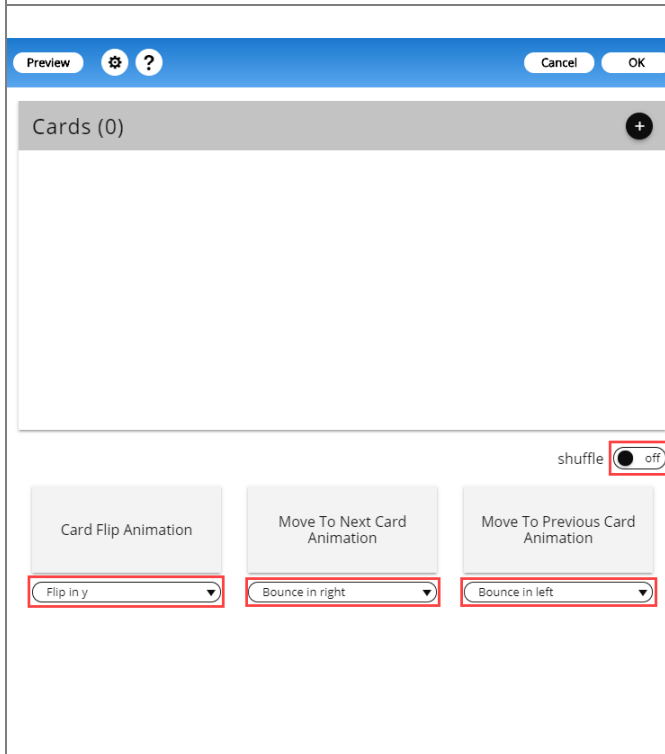 Preview ? Cancel OK
Cards (0) +
shuffle off
Card Flip Animation
Move To Next Card
Animation
Move To Previous Card
Animation
Flip in y
Bounce in right
Bounce in left